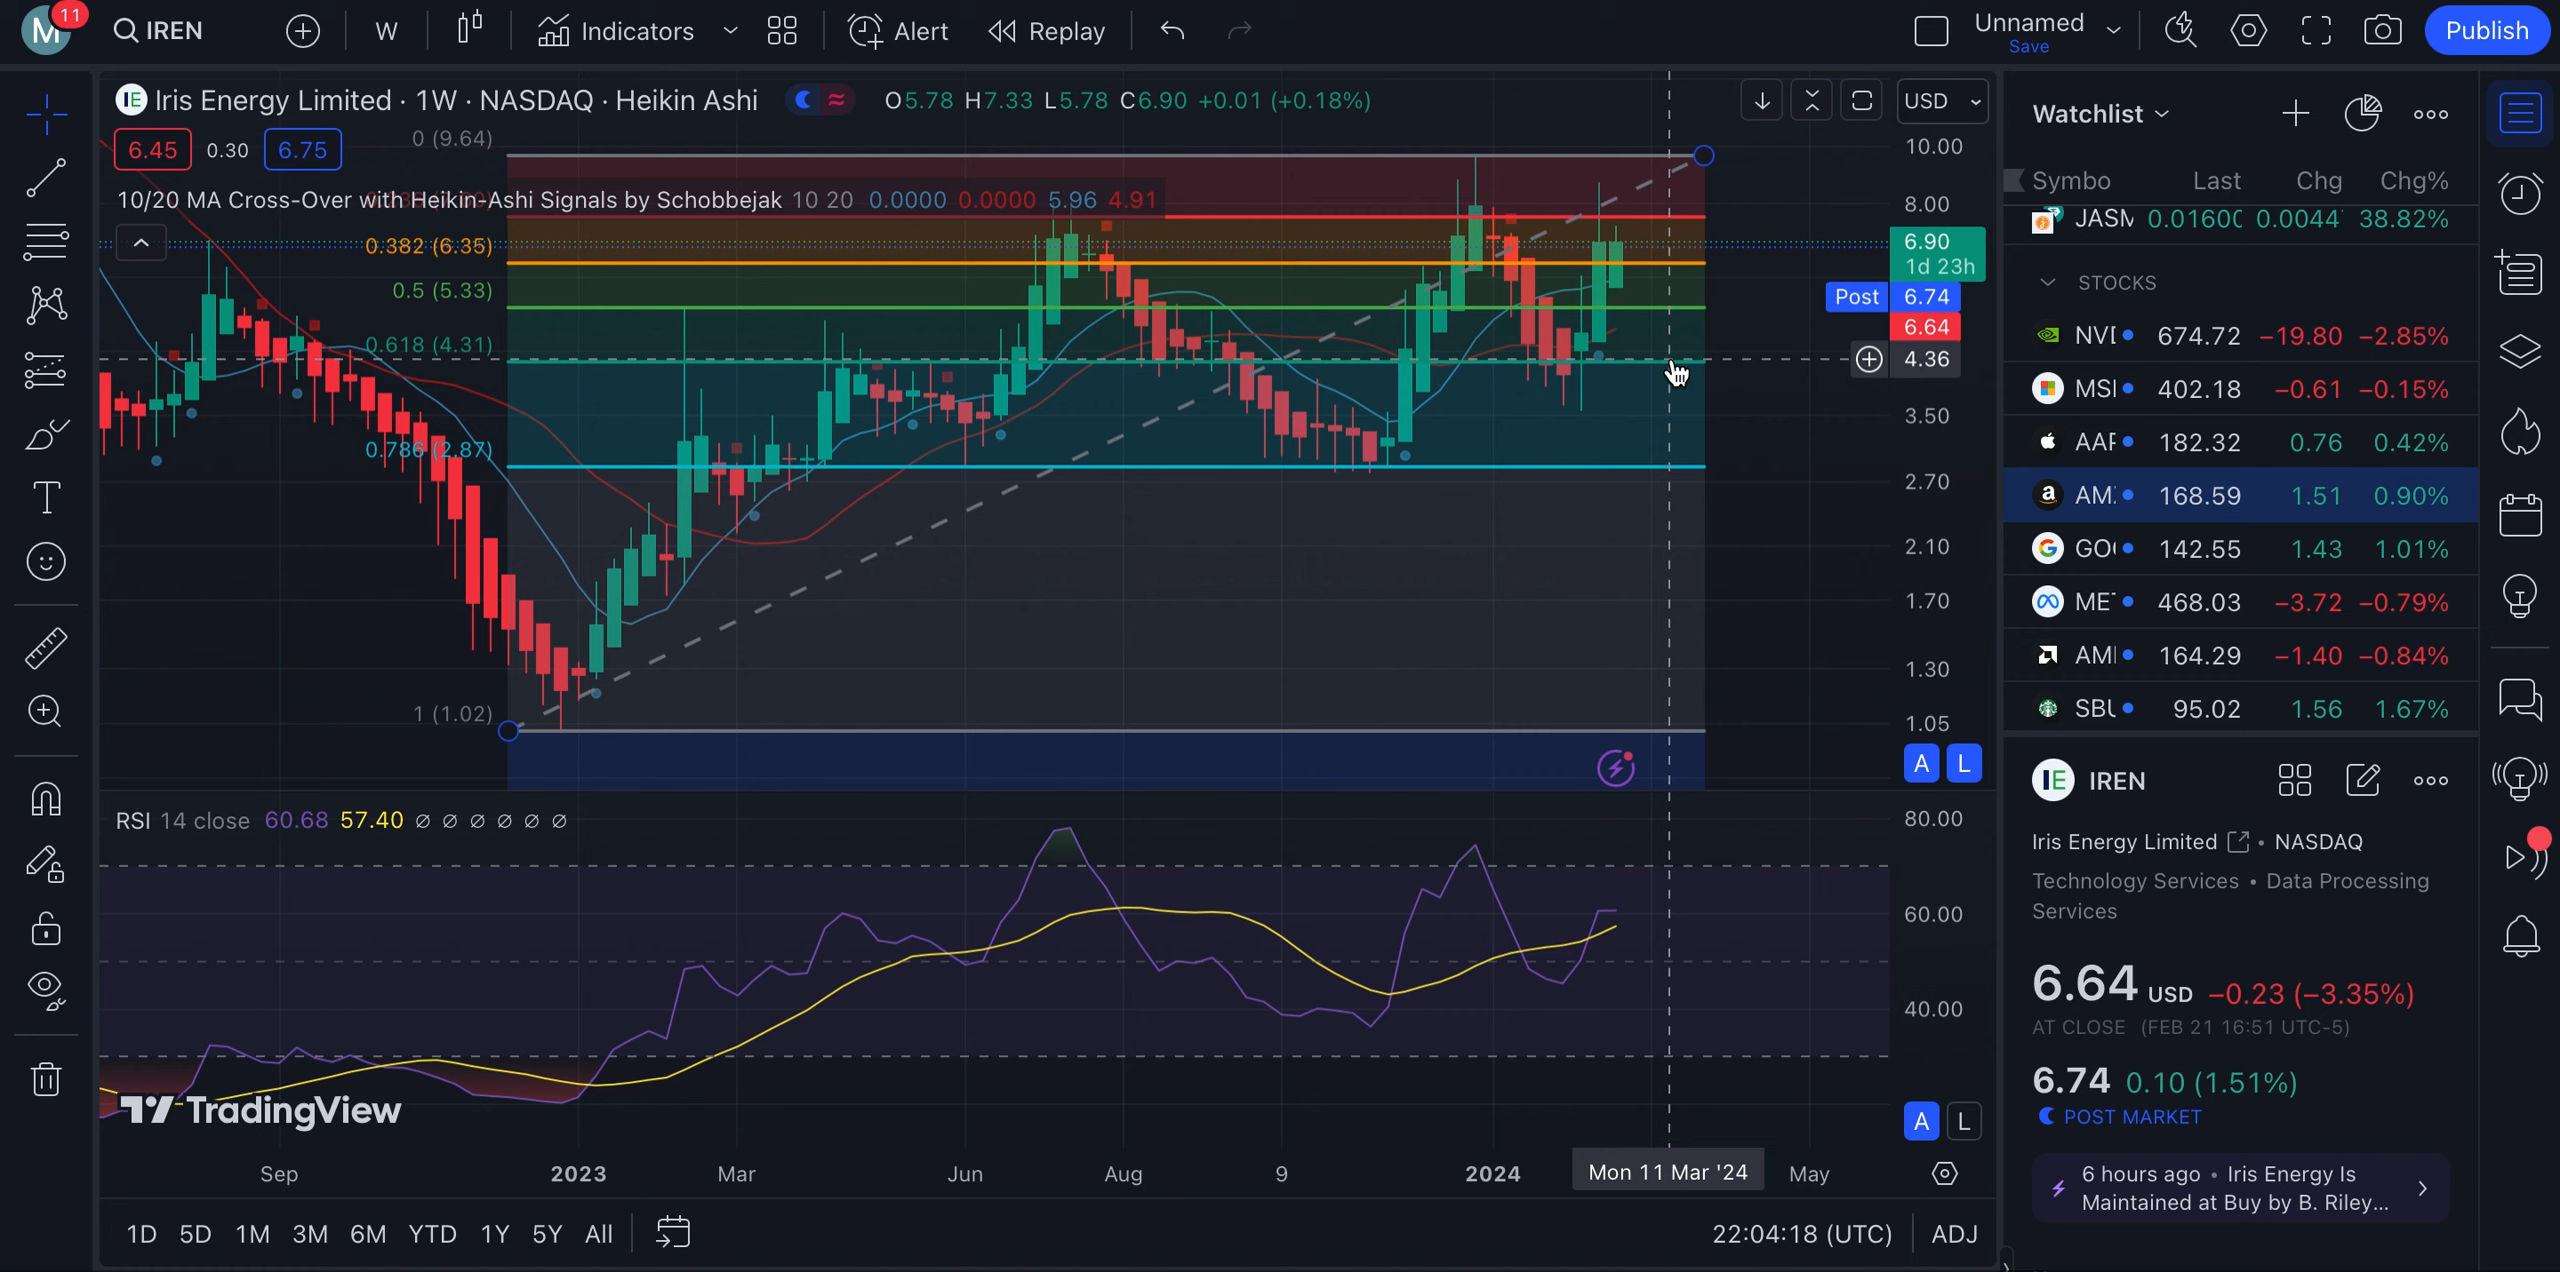 M 11 IREN W Indicators Alert Replay Unnamed Save Publish
Iris Energy Limited · 1W · NASDAQ · Heikin Ashi O5.78 H7.33 L5.78 C6.90 +0.01 (+0.18%) USD
6.45 0.30 6.75
0 (9.64)
10/20 MA Cross-Over with Heikin-Ashi Signals by Schobbejak 10 20 0.0000 0.0000 5.96 4.91
0.382 (6.35)
0.5 (5.33)
0.618 (4.31)
0.786 (2.87)
1 (1.02)
10.00
8.00
6.90
1d 23h
Post 6.74
6.64
4.36
3.50
2.70
2.10
1.70
1.30
1.05
A L
RSI 14 close 60.68 57.40 ∅ ∅ ∅ ∅ ∅ ∅
80.00
60.00
40.00
A L
TradingView
Sep 2023 Mar Jun Aug 9 2024 Mon 11 Mar '24 May
1D 5D 1M 3M 6M YTD 1Y 5Y All 22:04:18 (UTC) ADJ
Watchlist
Symbo Last Chg Chg%
JASM 0.0160 0.0044 38.82%
STOCKS
NVD 674.72 −19.80 −2.85%
MSF 402.18 −0.61 −0.15%
AAP 182.32 0.76 0.42%
AMZ 168.59 1.51 0.90%
GOO 142.55 1.43 1.01%
MET 468.03 −3.72 −0.79%
AMD 164.29 −1.40 −0.84%
SBU 95.02 1.56 1.67%
IREN
Iris Energy Limited • NASDAQ
Technology Services • Data Processing
Services
6.64 USD −0.23 (−3.35%)
AT CLOSE (FEB 21 16:51 UTC-5)
6.74 0.10 (1.51%)
POST MARKET
6 hours ago • Iris Energy Is
Maintained at Buy by B. Riley...